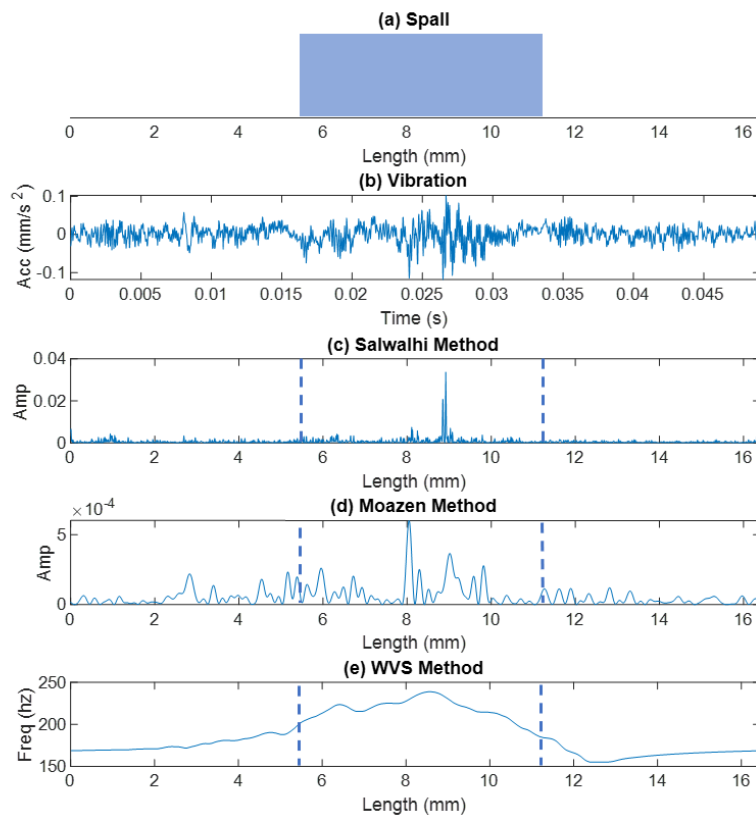 (a) Spall
0 2 4 6 8 10 12 14 16
Length (mm)
(b) Vibration
0.1
0
-0.1
Acc (mm/s 2)
0 0.005 0.01 0.015 0.02 0.025 0.03 0.035 0.04 0.045
Time (s)
(c) Salwalhi Method
0.04
0.02
0
Amp
0 2 4 6 8 10 12 14 16
Length (mm)
×10-4
(d) Moazen Method
5
0
Amp
0 2 4 6 8 10 12 14 16
Length (mm)
(e) WVS Method
250
200
150
Freq (hz)
0 2 4 6 8 10 12 14 16
Length (mm)